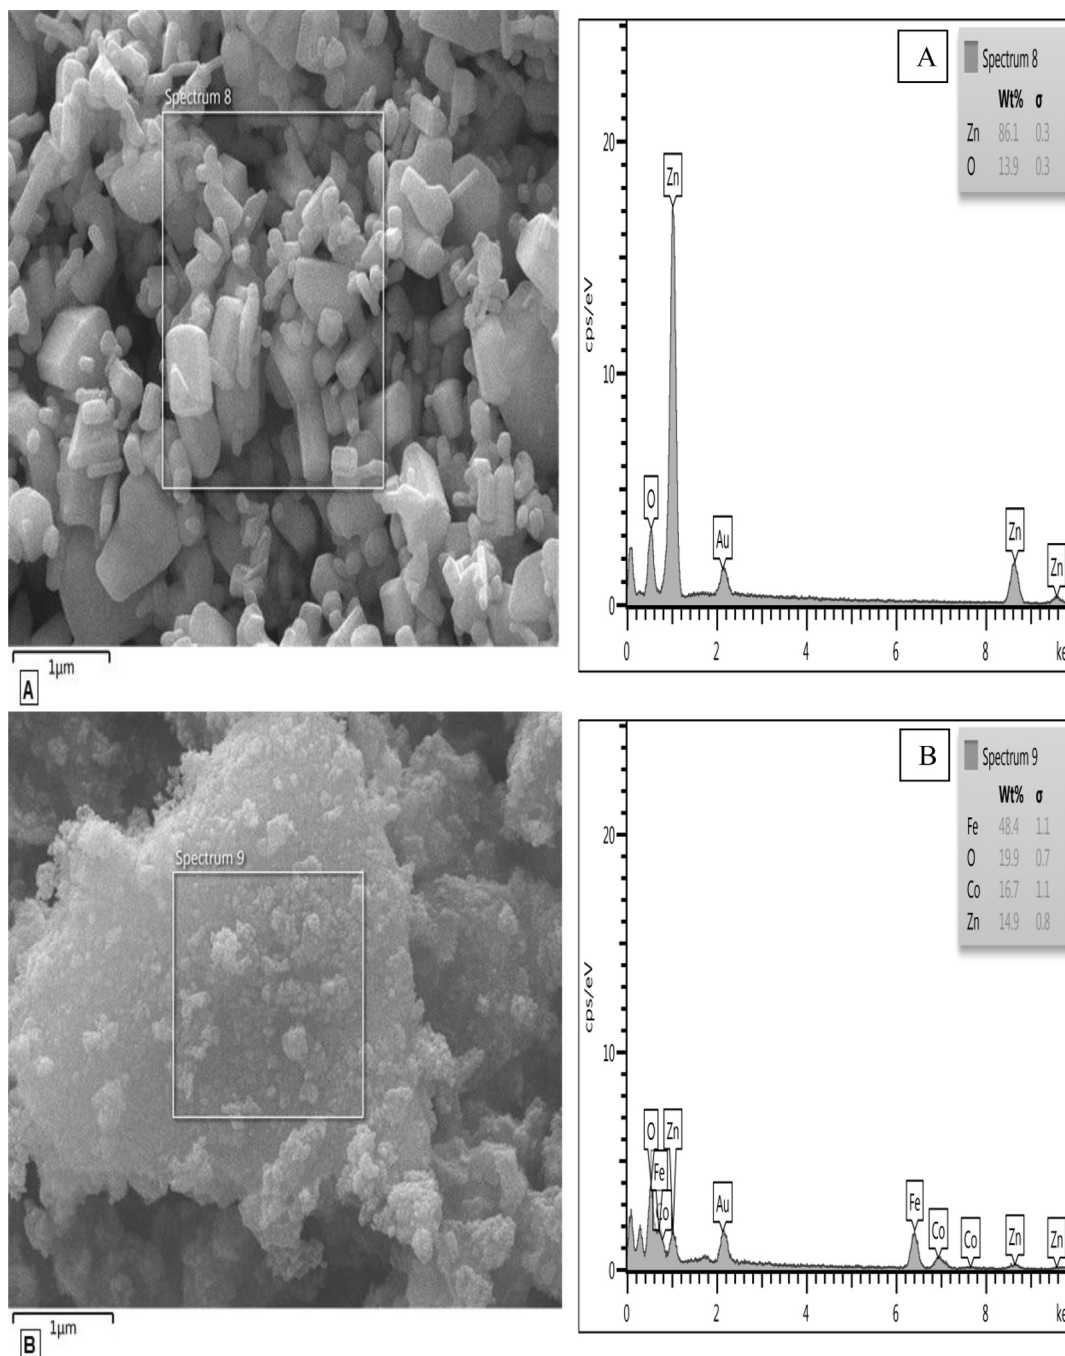 Spectrum 8
1μm
A
A
Spectrum 8
Wt% σ
Zn 86.1 0.3
O 13.9 0.3
cps/eV
20
10
0
Zn
O
Au
Zn
Zn
0 2 4 6 8 ke
Spectrum 9
1μm
B
B
Spectrum 9
Wt% σ
Fe 48.4 1.1
O 19.9 0.7
Co 16.7 1.1
Zn 14.9 0.8
cps/eV
20
10
0
O
Zn
Fe
Co
Au
Fe
Co
Co
Zn
Zn
0 2 4 6 8 ke